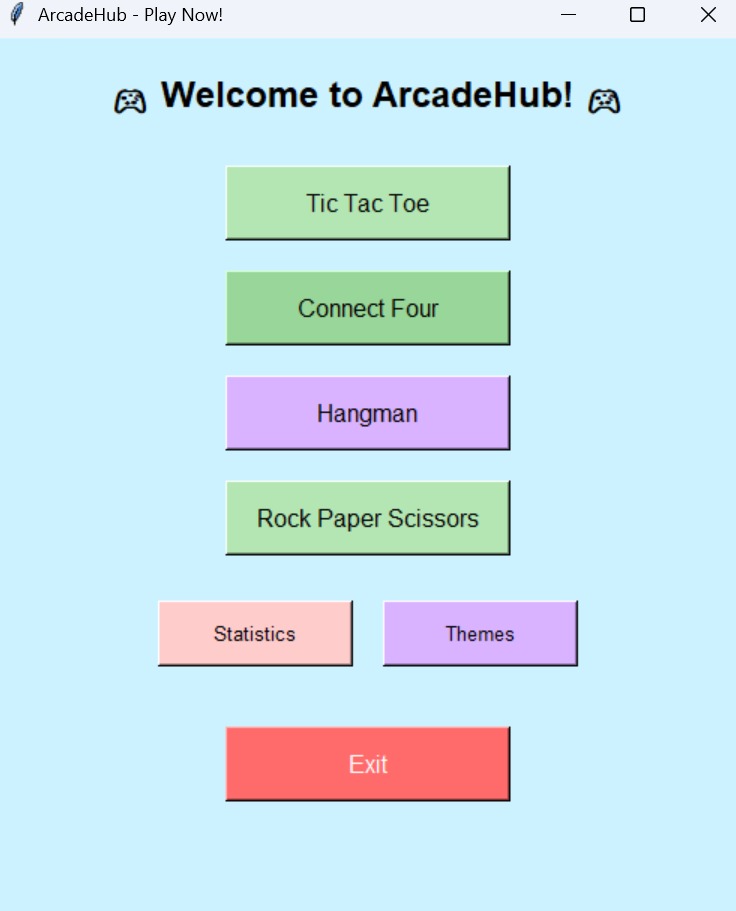 ArcadeHub - Play Now!
🎮 Welcome to ArcadeHub! 🎮
Tic Tac Toe
Connect Four
Hangman
Rock Paper Scissors
Statistics Themes
Exit